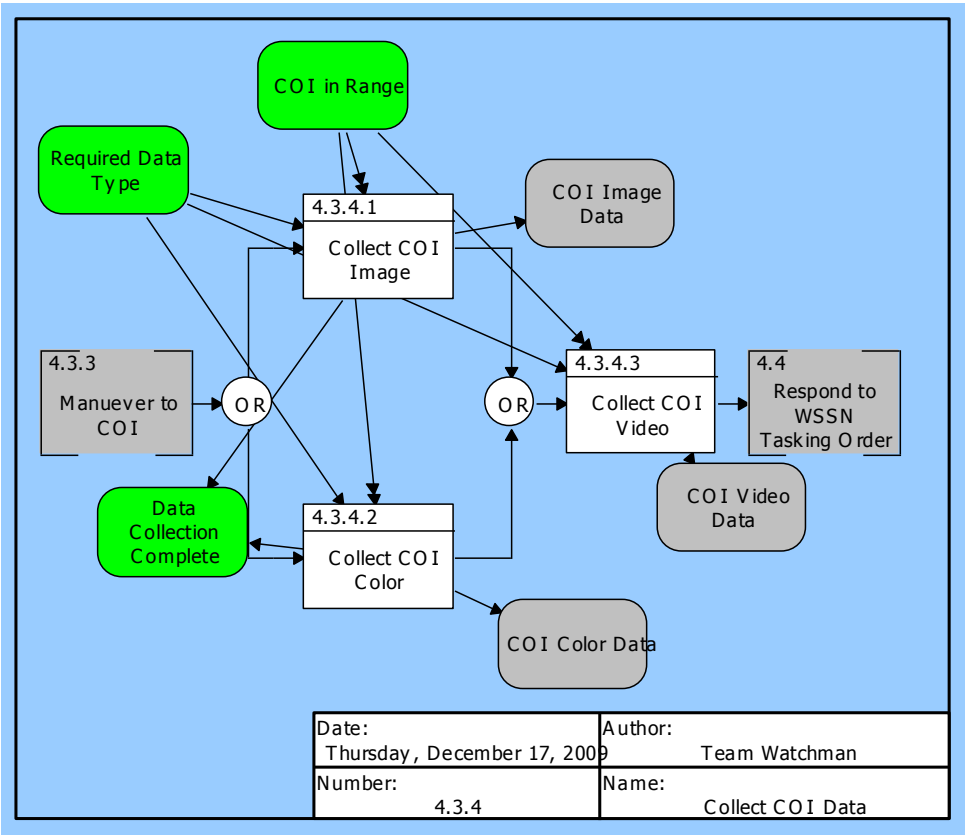 COI in Range
Required Data
Type
COI Image
Data
4.3.4.1
Collect COI
Image
4.3.3
Manuever to
COI
OR
OR
4.3.4.3
Collect COI
Video
4.4
Respond to
WSSN
Tasking Order
COI Video
Data
Data
Collection
Complete
4.3.4.2
Collect COI
Color
COI Color Data
Date:
Thursday, December 17, 2009
Author:
Team Watchman
Number:
4.3.4
Name:
Collect COI Data